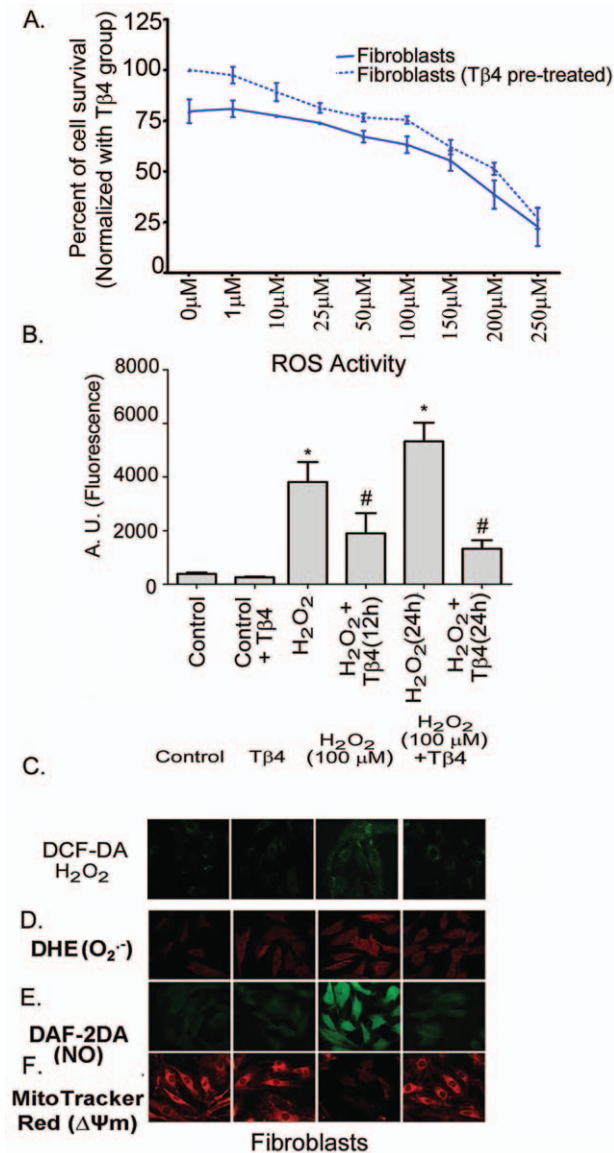 A.
Percent of cell survival
(Normalized with Tβ4 group)
125
100
75
50
25
0
Fibroblasts
Fibroblasts (Tβ4 pre-treated)
0μM
1μM
10μM
25μM
50μM
100μM
150μM
200μM
250μM
B.
ROS Activity
A. U. (Fluorescence)
8000
6000
4000
2000
0
*
#
*
#
Control
Control
+ Tβ4
H₂O₂
H₂O₂ +
Tβ4(12h)
H₂O₂(24h)
H₂O₂ +
Tβ4(24h)
C.
Control
Tβ4
H₂O₂
(100 μM)
H₂O₂
(100 μM)
+Tβ4
DCF-DA
H₂O₂
D.
DHE (O₂·⁻)
E.
DAF-2DA
(NO)
F.
MitoTracker
Red (ΔΨm)
Fibroblasts